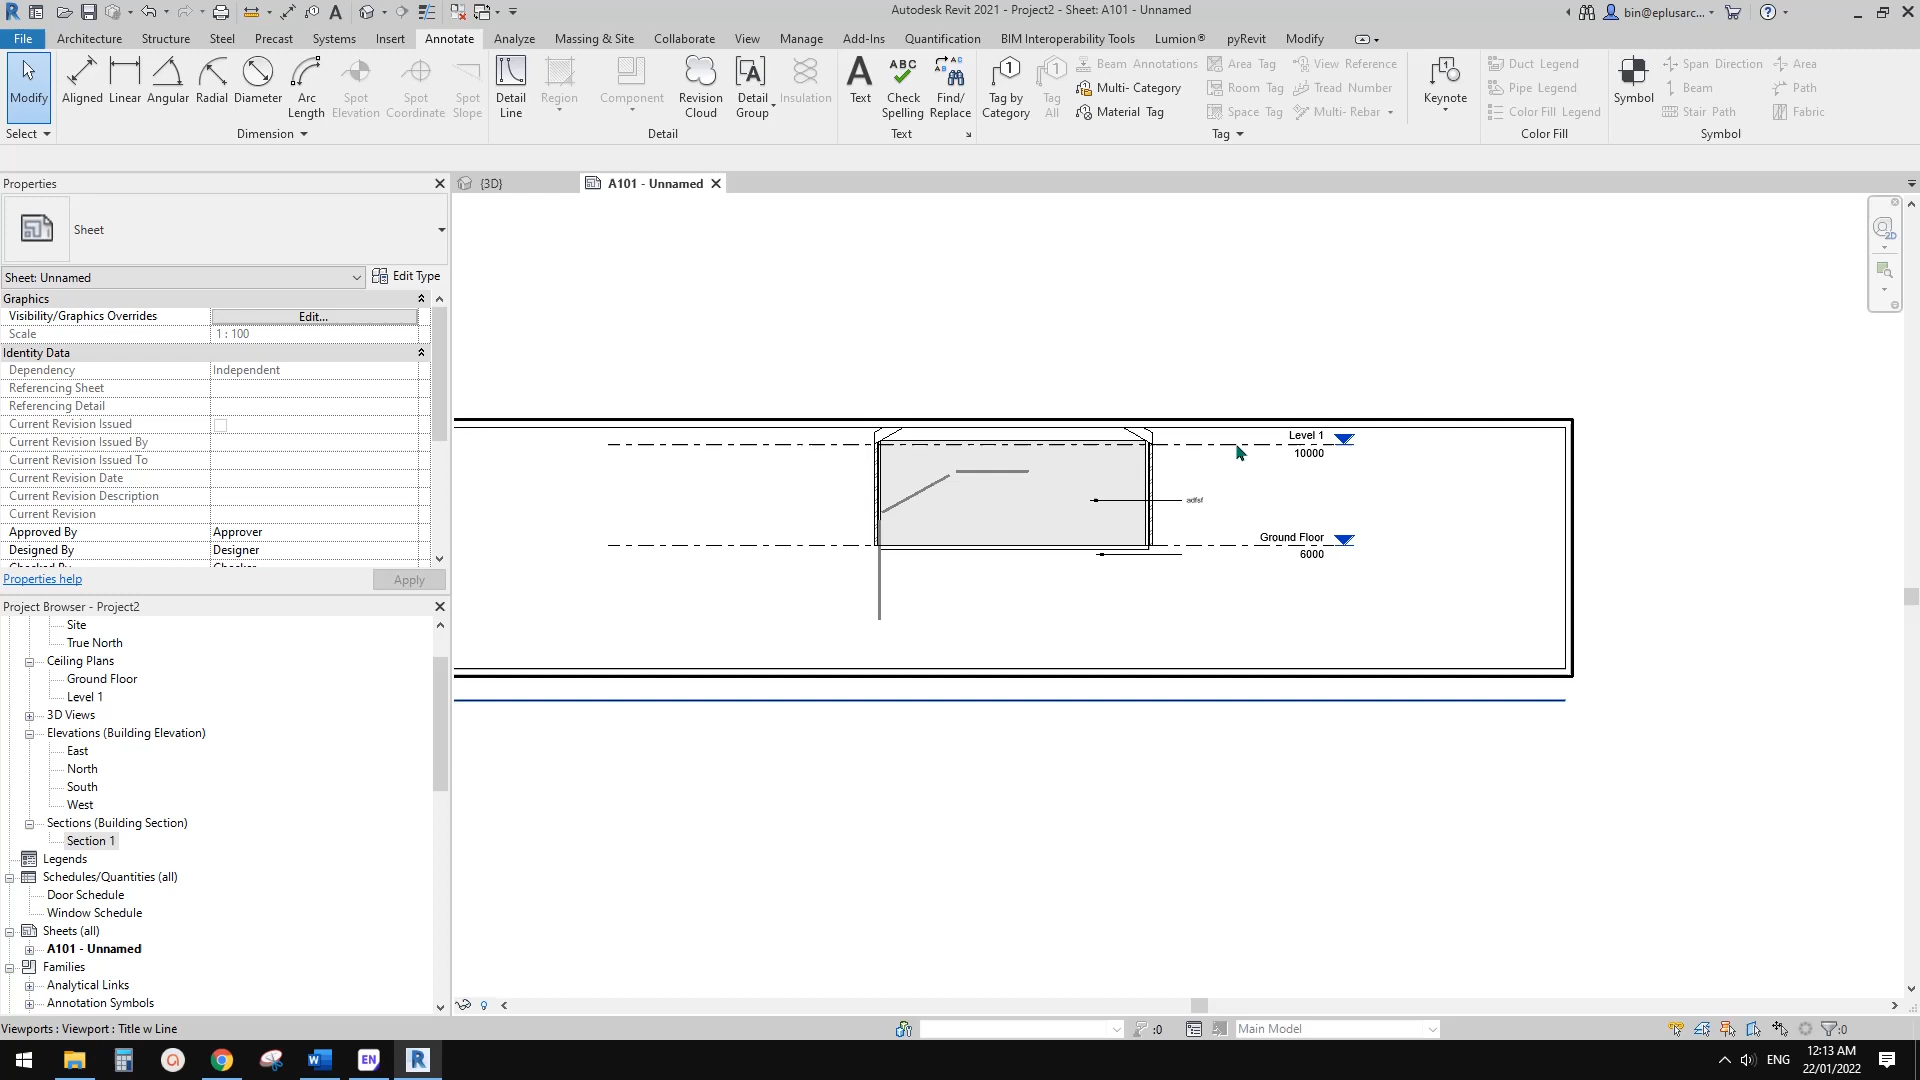 Autodesk Revit 2021 - Project2 - Sheet: A101 - Unnamed
bin@eplusarc...
File Architecture Structure Steel Precast Systems Insert Annotate Analyze Massing & Site Collaborate View Manage Add-Ins Quantification BIM Interoperability Tools Lumion® pyRevit Modify
Modify Aligned Linear Angular Radial Diameter Arc Length Spot Elevation Spot Coordinate Spot Slope
Detail Line Region Component Revision Cloud Detail Group Insulation
Text Check Spelling Find/ Replace
Tag by Category Tag All Beam Annotations Multi- Category Material Tag
Area Tag Room Tag Space Tag
View Reference Tread Number Multi- Rebar
Keynote
Duct Legend Pipe Legend Color Fill Legend
Symbol Span Direction Beam Stair Path Area Path Fabric
Select Dimension Detail Text Tag Color Fill Symbol
Properties
{3D}
A101 - Unnamed
Sheet
Sheet: Unnamed
Edit Type
Graphics
Visibility/Graphics Overrides Edit...
Scale 1 : 100
Identity Data
Dependency Independent
Referencing Sheet
Referencing Detail
Current Revision Issued
Current Revision Issued By
Current Revision Issued To
Current Revision Date
Current Revision Description
Current Revision
Approved By Approver
Designed By Designer
Checked By Checker
Properties help
Apply
Project Browser - Project2
Site
True North
Ceiling Plans
Ground Floor
Level 1
3D Views
Elevations (Building Elevation)
East
North
South
West
Sections (Building Section)
Section 1
Legends
Schedules/Quantities (all)
Door Schedule
Window Schedule
Sheets (all)
A101 - Unnamed
Families
Analytical Links
Annotation Symbols
Level 1
10000
adfsf
Ground Floor
6000
2D
Viewports : Viewport : Title w Line
:0
Main Model
:0
EN
ENG
12:13 AM
22/01/2022